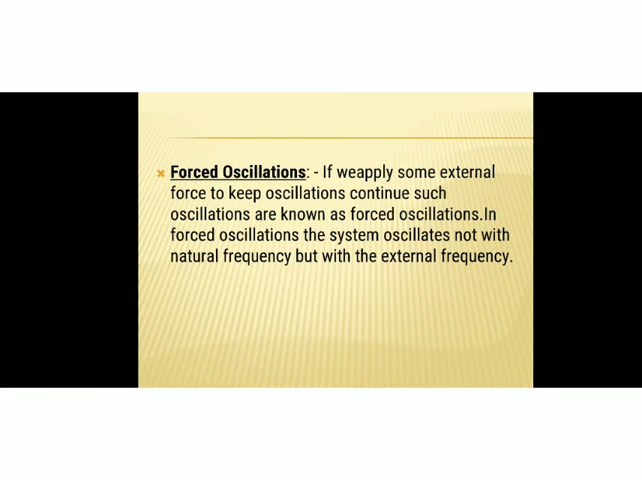 Forced Oscillations: - If weapply some external
force to keep oscillations continue such
oscillations are known as forced oscillations.In
forced oscillations the system oscillates not with
natural frequency but with the external frequency.